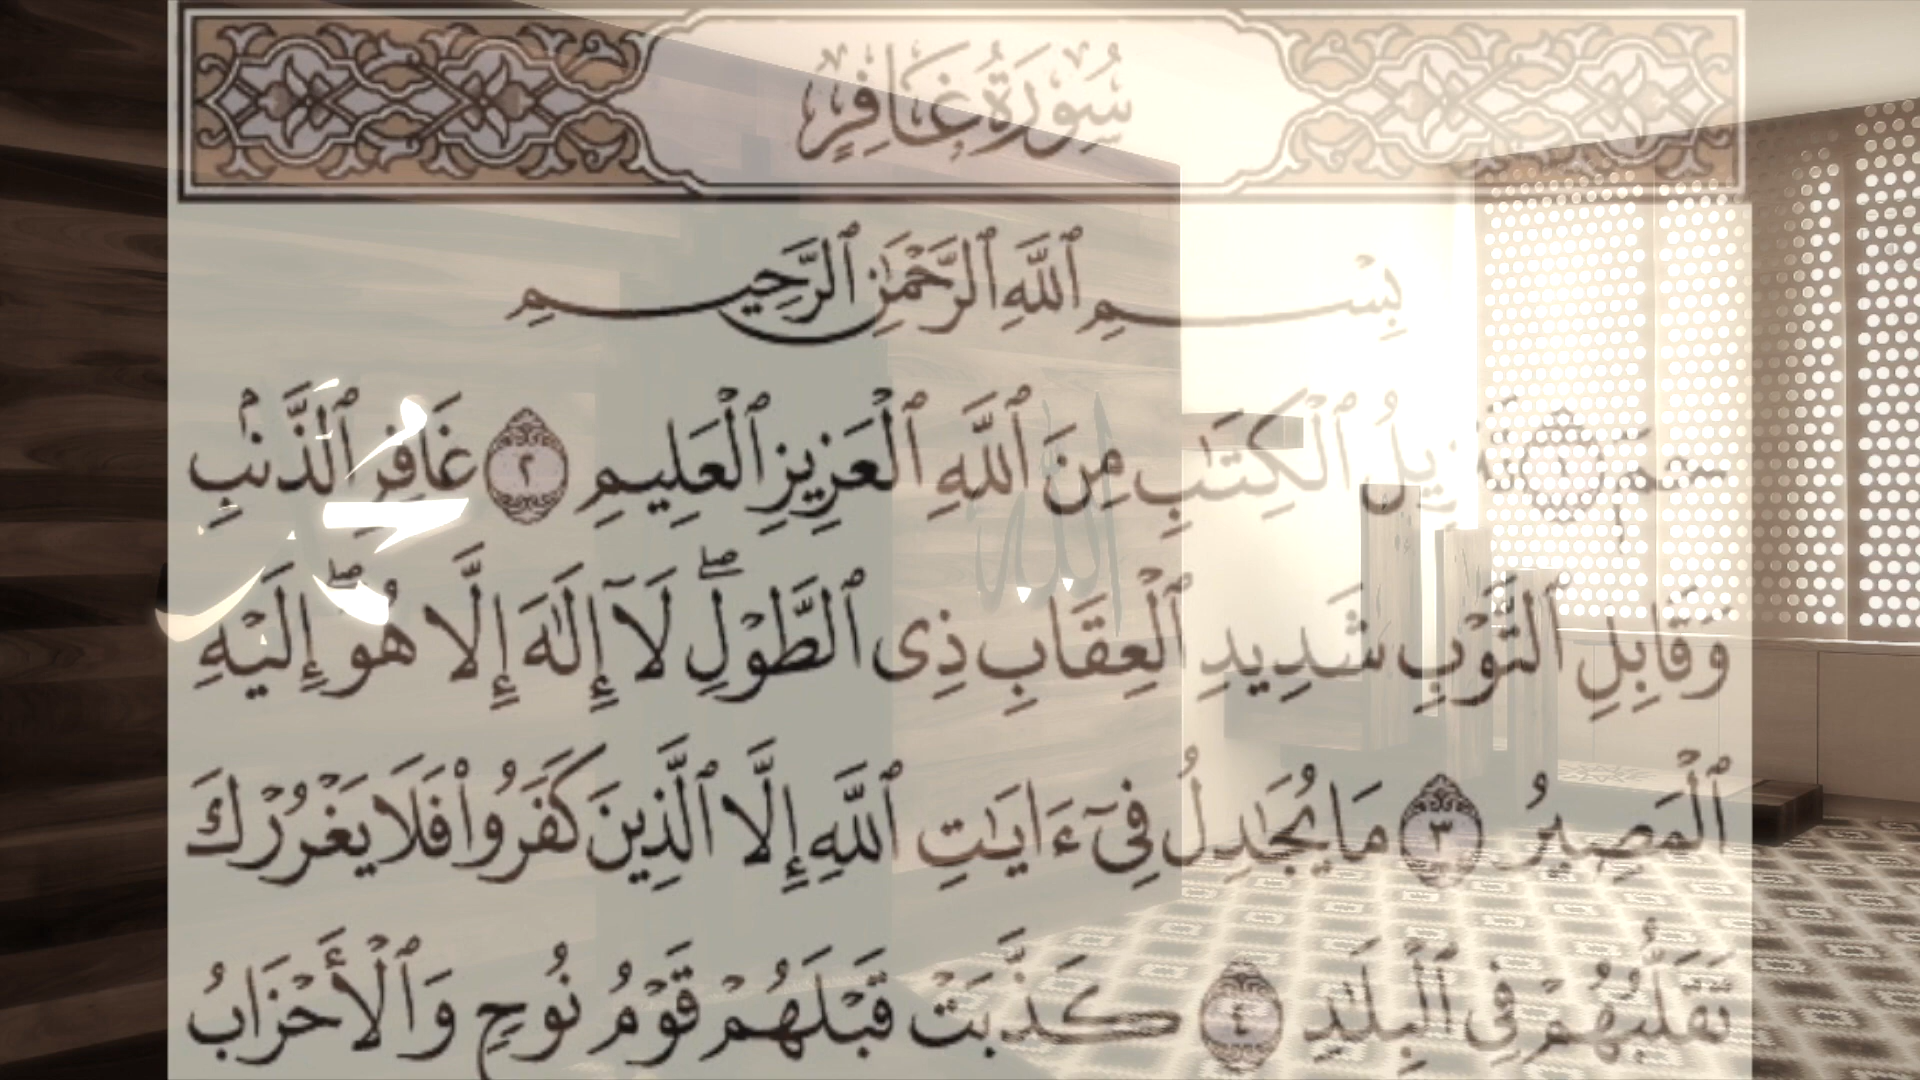 سُورَةُ غَافِرٍ
بِسْمِ ٱللَّهِ ٱلرَّحْمَٰنِ ٱلرَّحِيمِ
حمٓ ١ تَنزِيلُ ٱلْكِتَٰبِ مِنَ ٱللَّهِ ٱلْعَزِيزِ ٱلْعَلِيمِ ٢ غَافِرِ ٱلذَّنۢبِ
وَقَابِلِ ٱلتَّوْبِ شَدِيدِ ٱلْعِقَابِ ذِى ٱلطَّوْلِۖ لَآ إِلَٰهَ إِلَّا هُوَۖ إِلَيْهِ
ٱلْمَصِيرُ ٣ مَا يُجَٰدِلُ فِىٓ ءَايَٰتِ ٱللَّهِ إِلَّا ٱلَّذِينَ كَفَرُوا۟ فَلَا يَغْرُرْكَ
تَقَلُّبُهُمْ فِى ٱلْبِلَٰدِ ٤ كَذَّبَتْ قَبْلَهُمْ قَوْمُ نُوحٍ وَٱلْأَحْزَابُ
محمد
الله